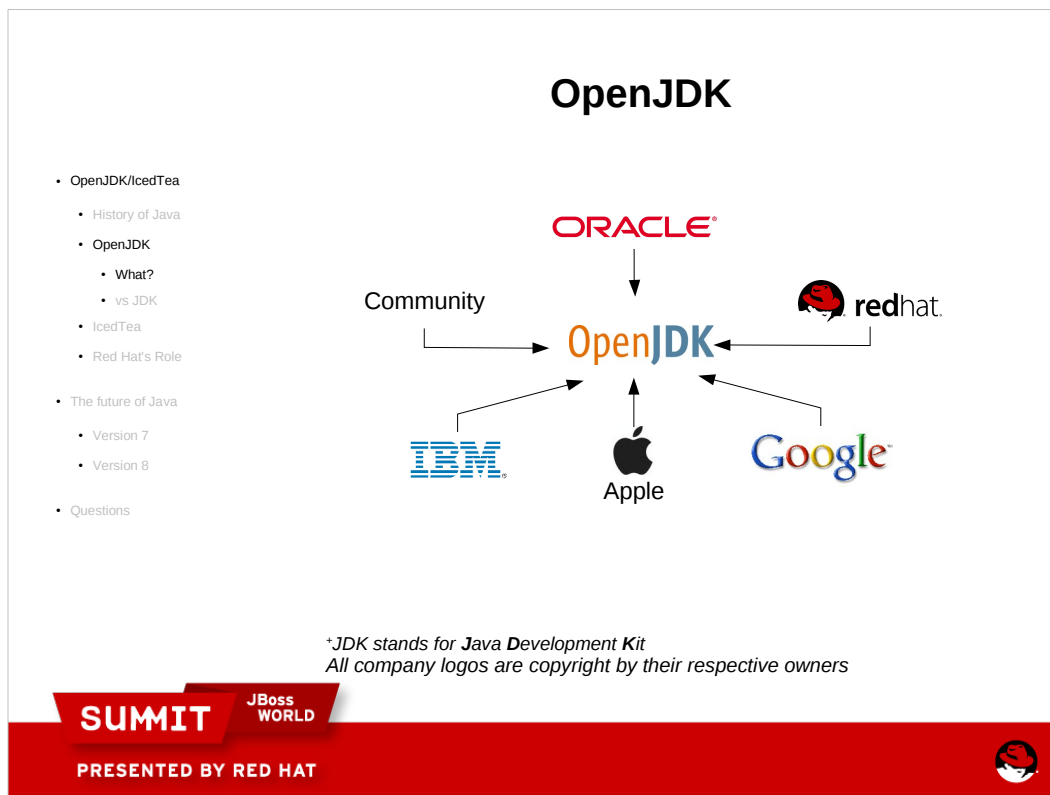 OpenJDK
• OpenJDK/IcedTea
• History of Java
• OpenJDK
• What?
• vs JDK
• IcedTea
• Red Hat's Role
• The future of Java
• Version 7
• Version 8
• Questions
ORACLE®
Community
redhat.
OpenJDK
IBM®
Apple
Google™
+JDK stands for Java Development Kit
All company logos are copyright by their respective owners
SUMMIT
JBoss
WORLD
PRESENTED BY RED HAT